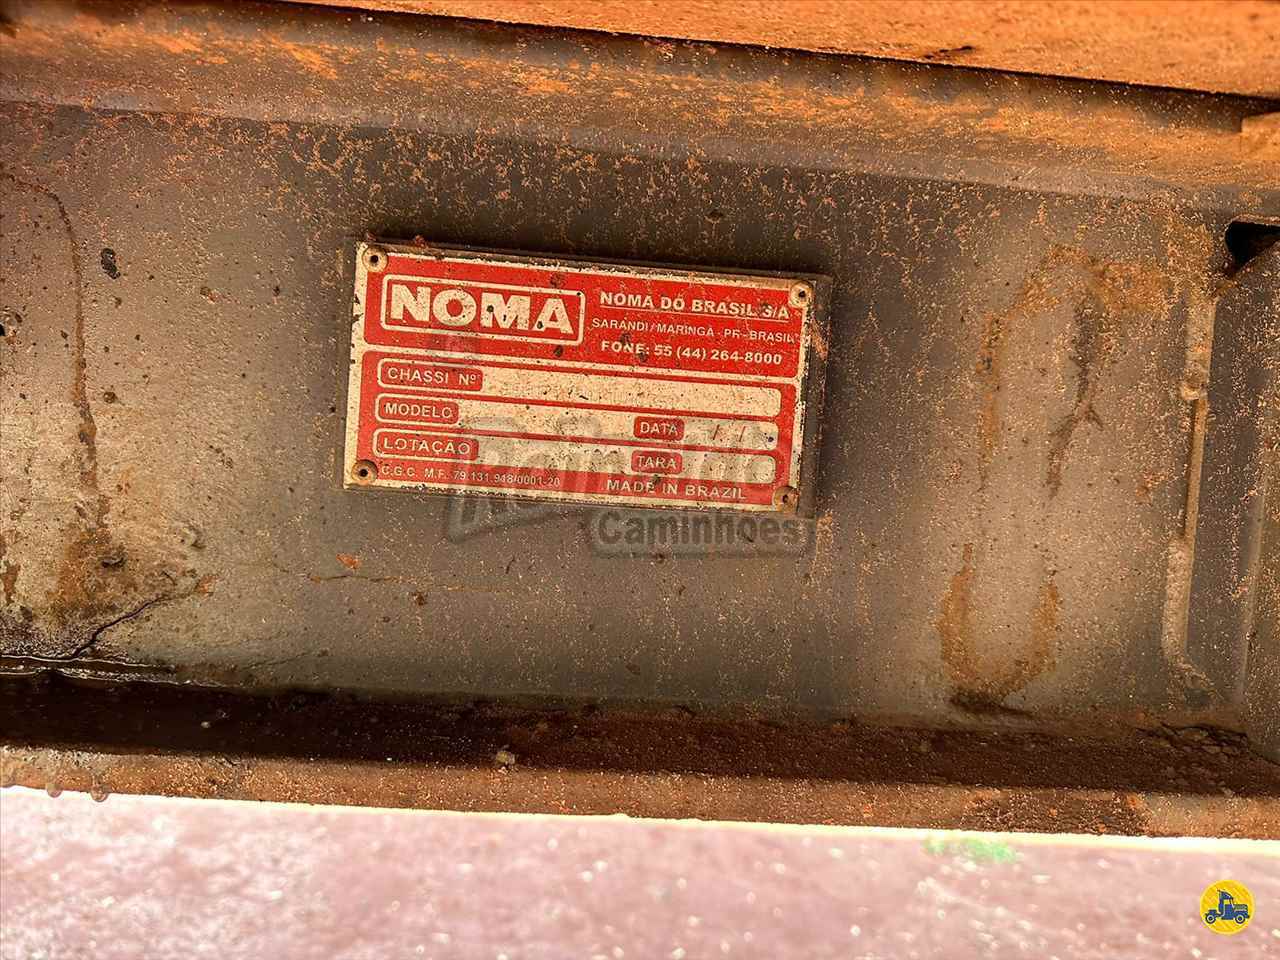 NOMA
NOMA DO BRASIL S/A
SARANDI/MARINGÁ - PR - BRASIL
FONE: 55 (44) 264-8000
CHASSI Nº
MODELO
DATA / /
LOTAÇÃO
TARA
C.G.C. M.F. 79.131.948/0001-20
MADE IN BRAZIL
Caminhões